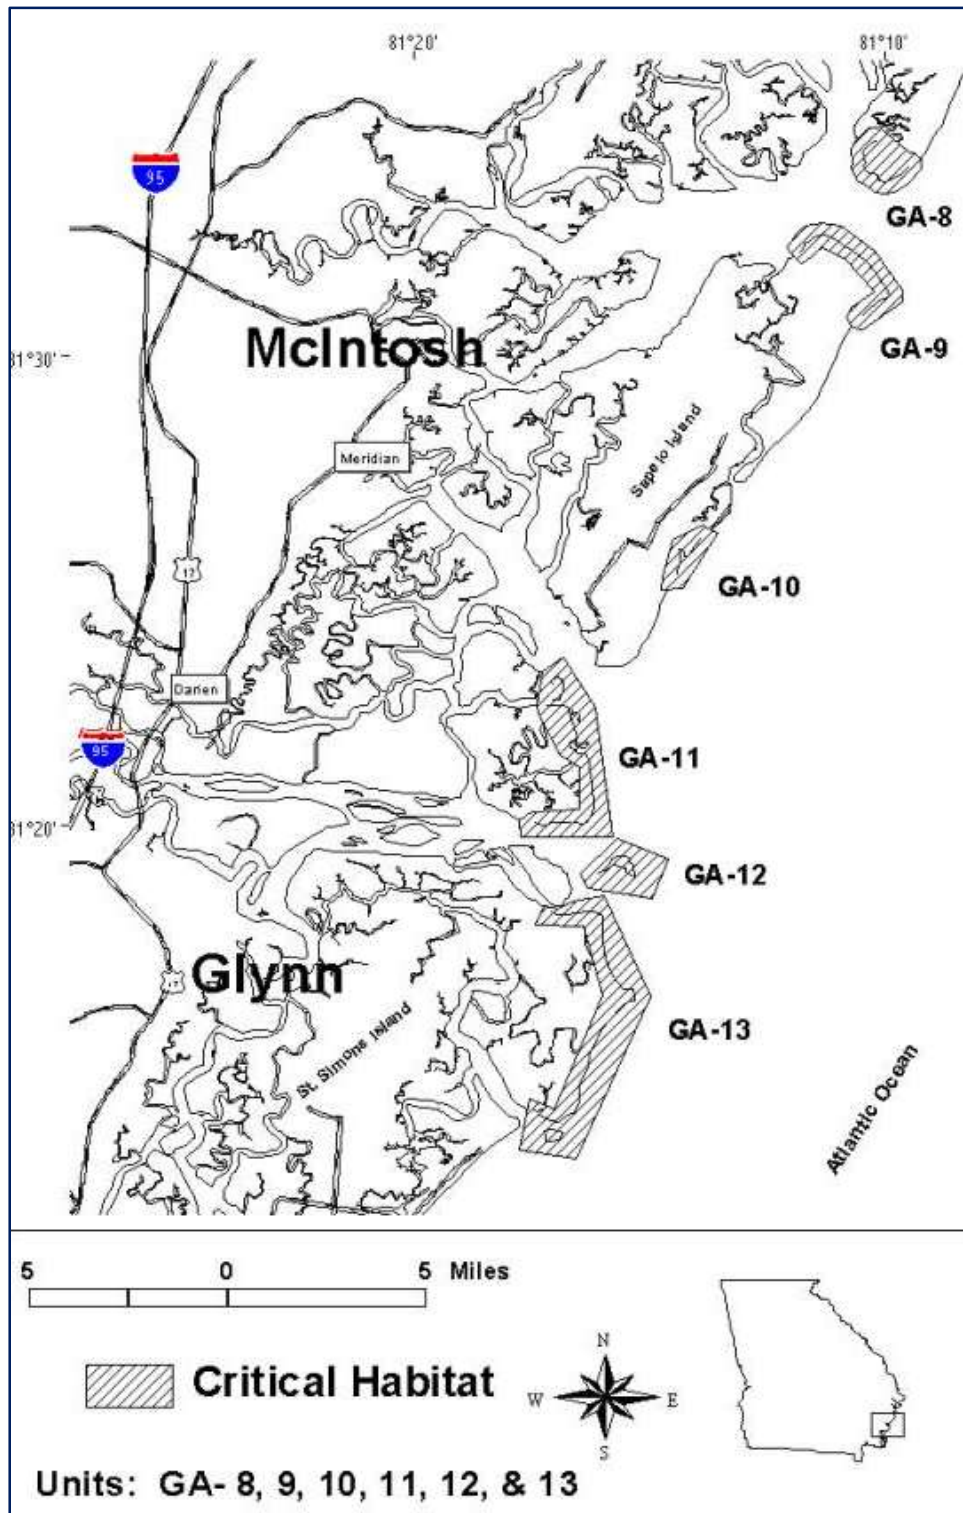 81°20'
81°10'
95
GA-8
McIntosh
GA-9
81°30'
Meridian
Sapelo Island
17
GA-10
Darien
95
GA-11
81°20'
GA-12
Glynn
17
GA-13
St. Simons Island
Atlantic Ocean
5 0 5 Miles
Critical Habitat
N
W E
S
Units: GA- 8, 9, 10, 11, 12, & 13